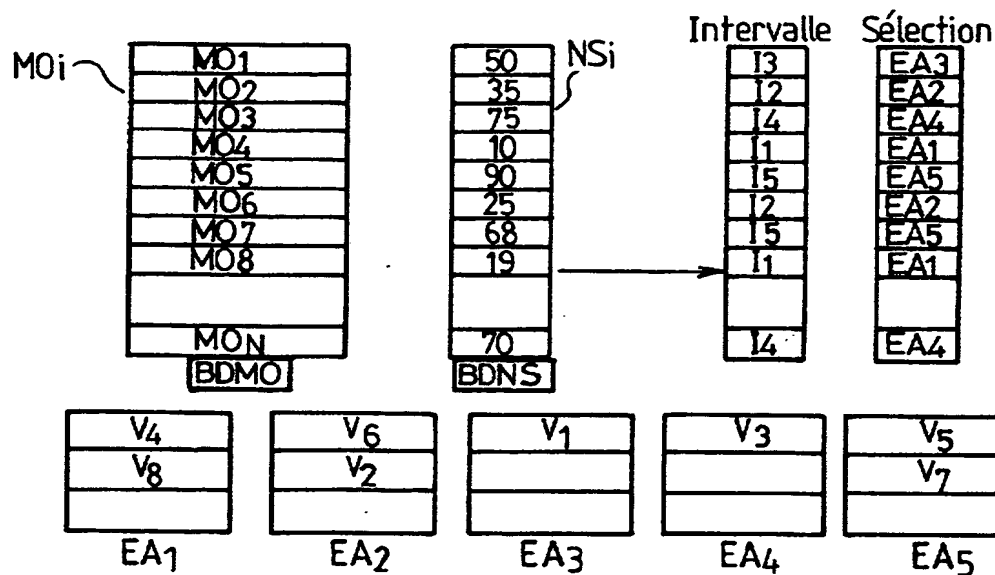 Intervalle Sélection
MOi MO1 50 NSi I3 EA3
MO2 35 I2 EA2
MO3 75 I4 EA4
MO4 10 I1 EA1
MO5 90 I5 EA5
MO6 25 I2 EA2
MO7 68 I5 EA5
MO8 19 I1 EA1
MON 70 I4 EA4
BDMO BDNS
V4 V6 V1 V3 V5
V8 V2 V7
EA1 EA2 EA3 EA4 EA5